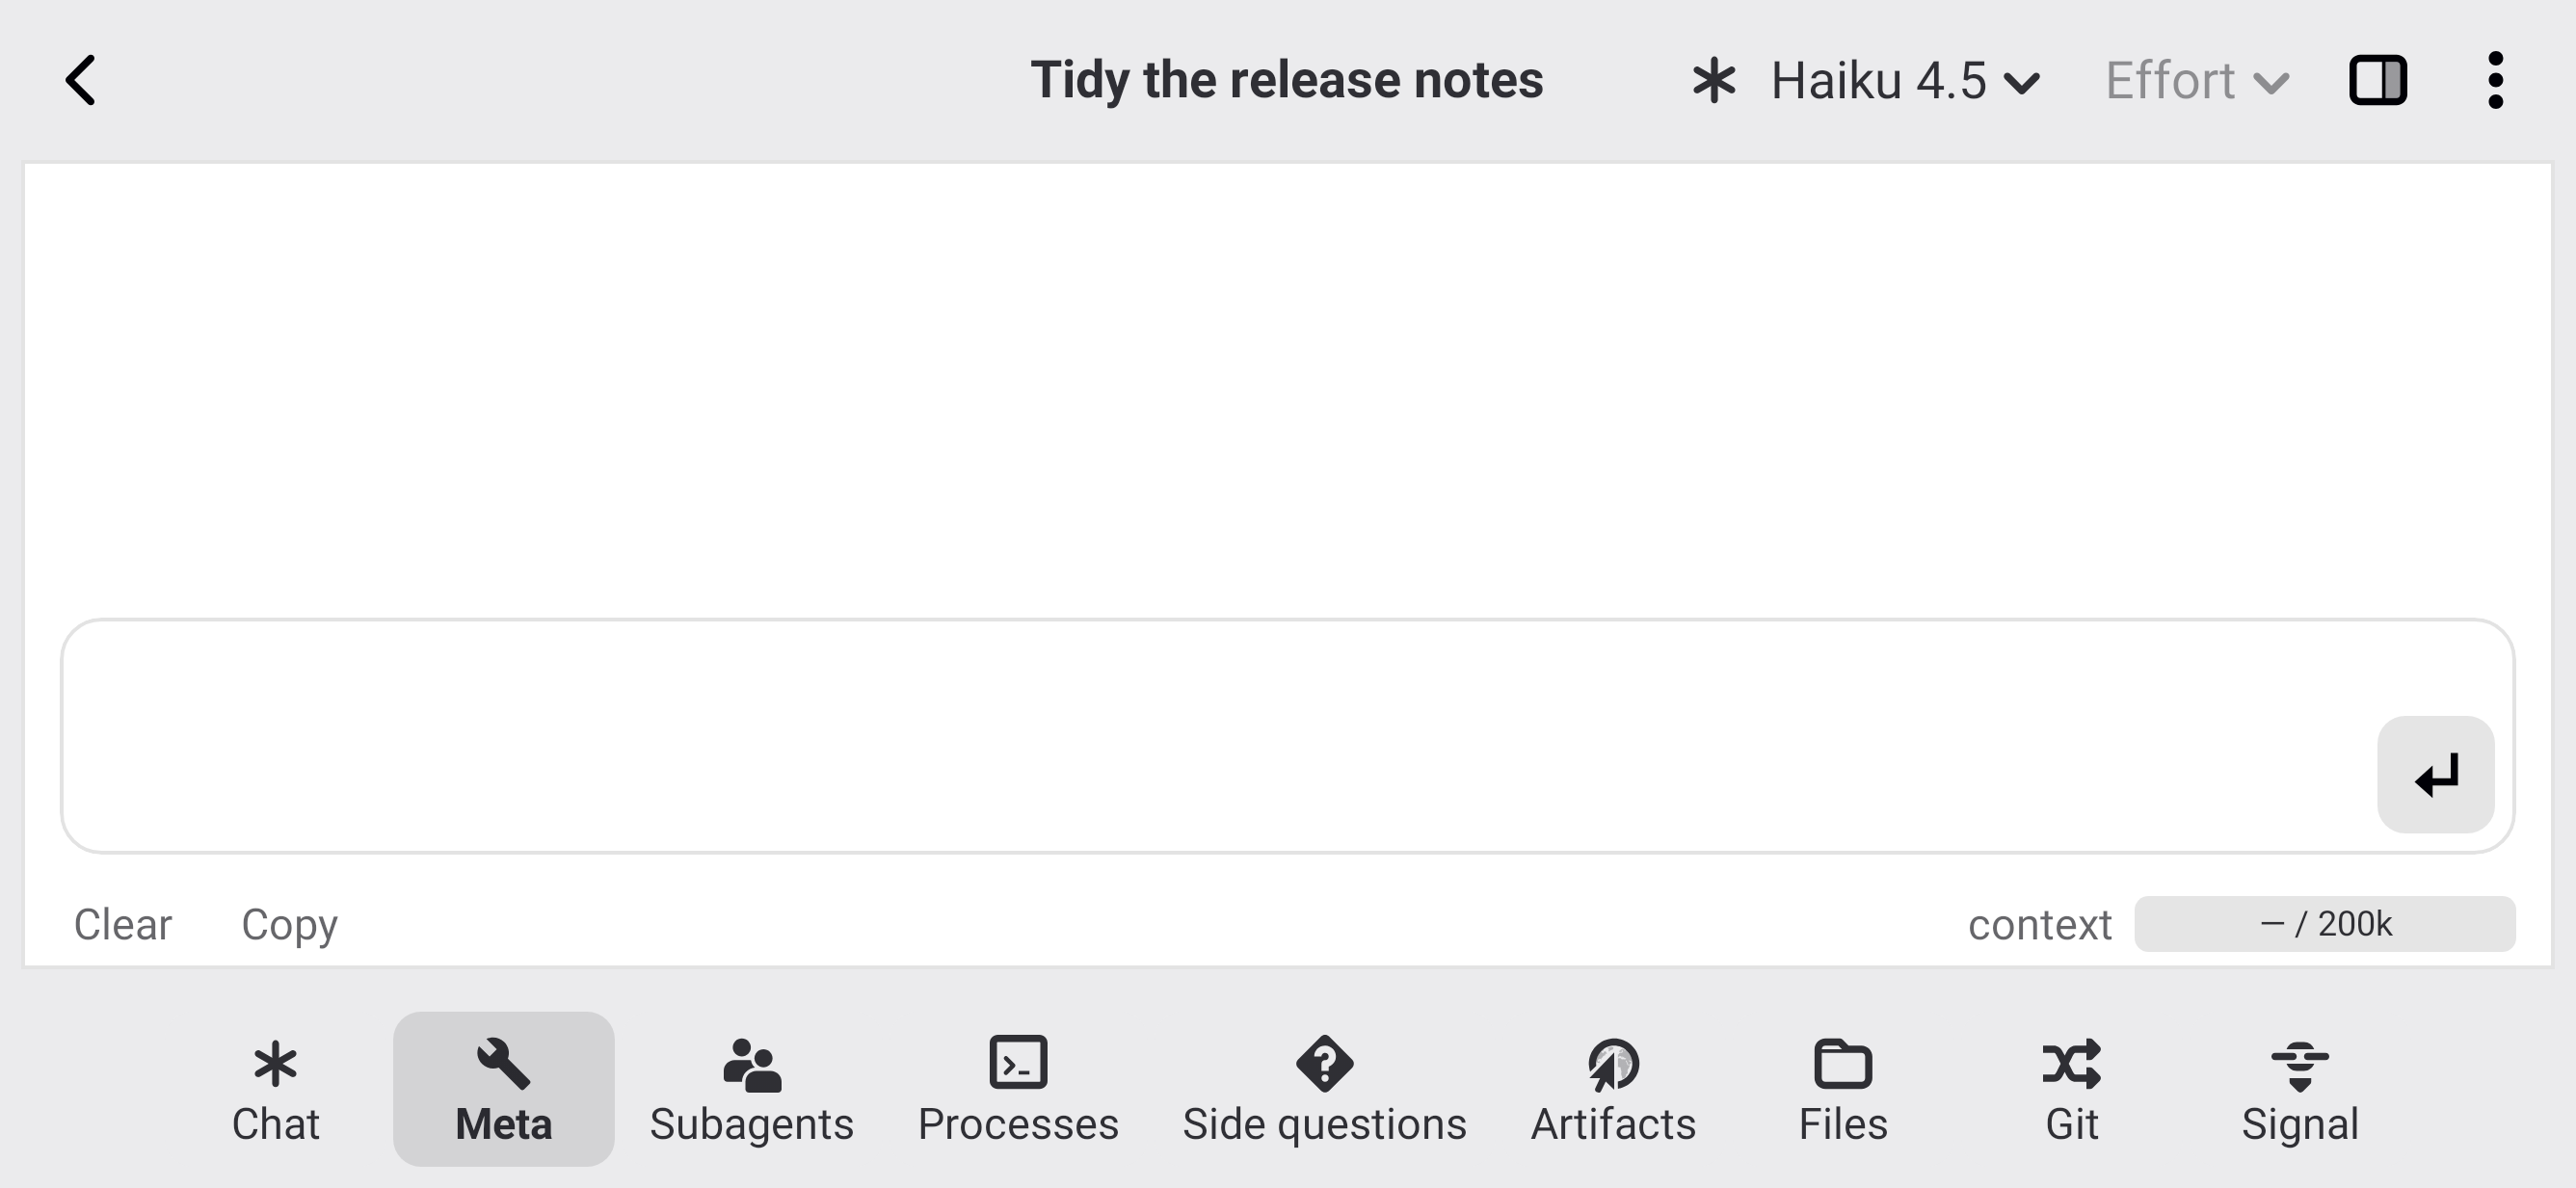 Tidy the release notes
Haiku 4.5
Effort
Clear
Copy
context
— / 200k
Chat
Meta
Subagents
Processes
Side questions
Artifacts
Files
Git
Signal